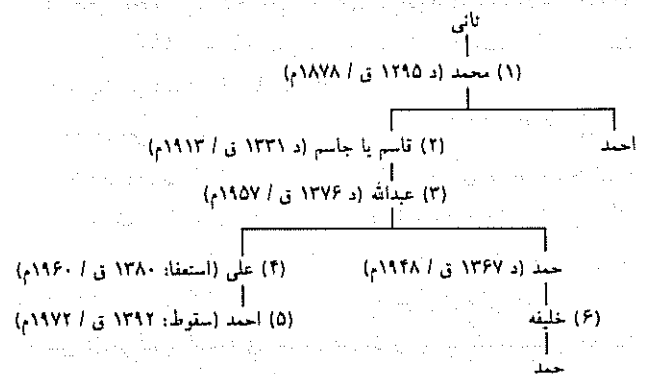 ثانی
(۱) محمد (د ۱۲۹۵ ق / ۱۸۷۸م)
احمد
(۲) قاسم یا جاسم (د ۱۳۳۱ ق / ۱۹۱۳م)
(۳) عبدالله (د ۱۳۷۶ ق / ۱۹۵۷م)
حمد (د ۱۳۶۷ ق / ۱۹۴۸م)
(۴) علی (استعفا: ۱۳۸۰ ق / ۱۹۶۰م)
(۶) خلیفه
(۵) احمد (سقوط: ۱۳۹۲ ق / ۱۹۷۲م)
حمد